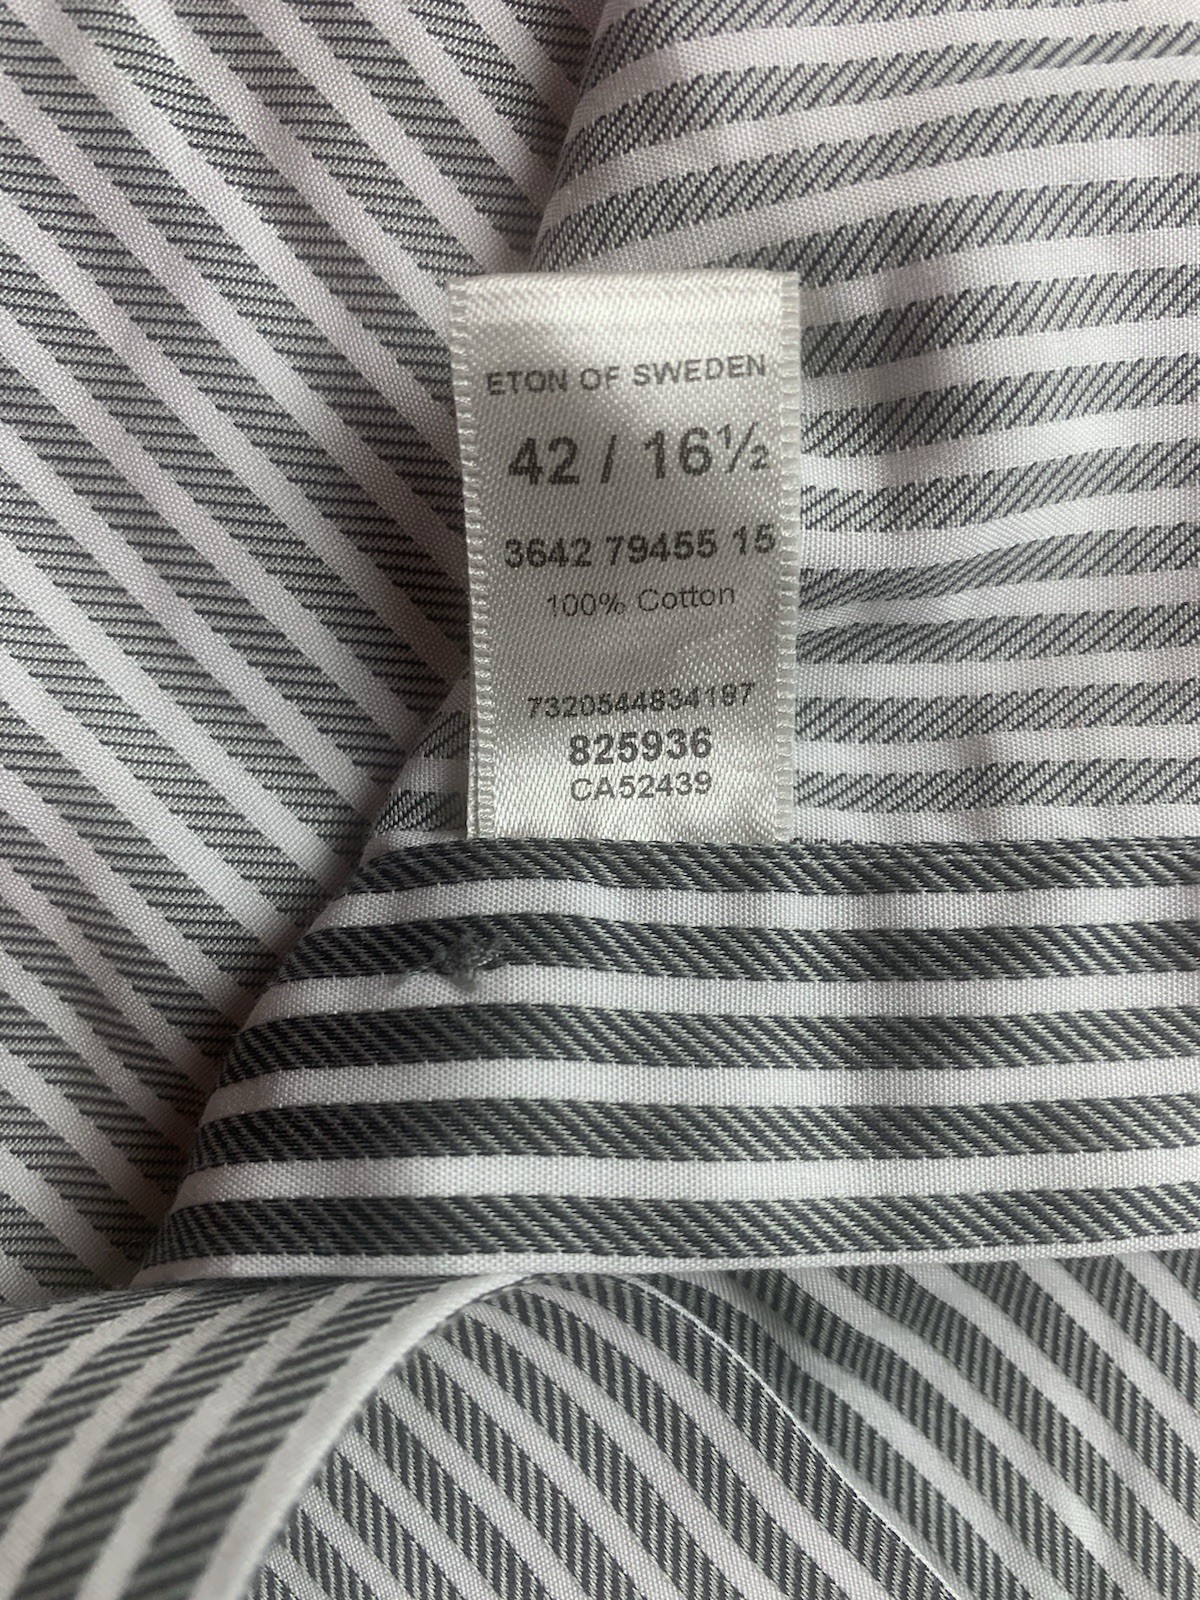 ETON OF SWEDEN
42 / 16½
3642 79455 15
100% Cotton
7320544834187
825936
CA52439